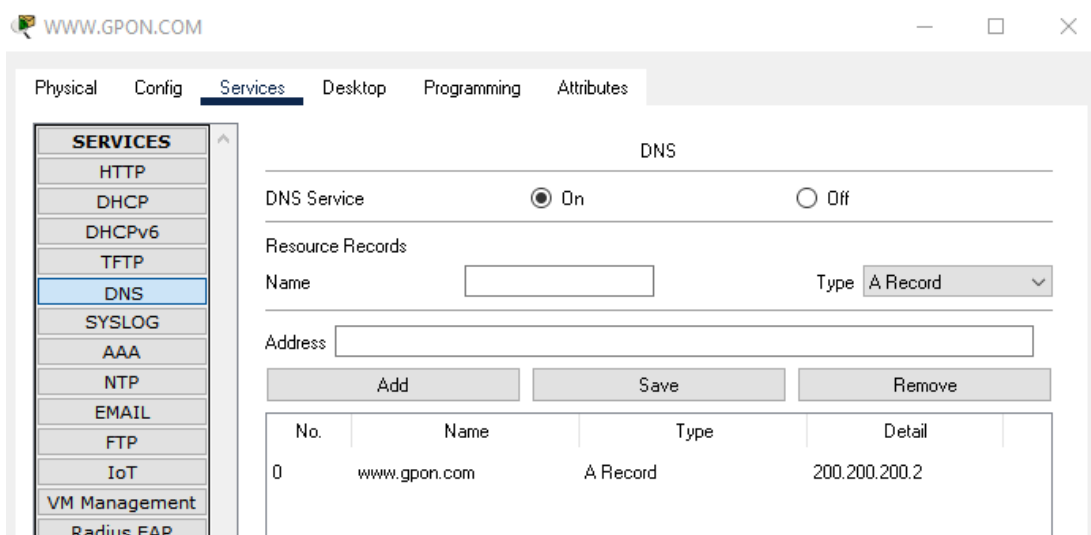 WWW.GPON.COM
Physical Config Services Desktop Programming Attributes
SERVICES
HTTP
DHCP
DHCPv6
TFTP
DNS
SYSLOG
AAA
NTP
EMAIL
FTP
IoT
VM Management
Radius EAP
DNS
DNS Service On Off
Resource Records
Name Type A Record
Address
Add Save Remove
No. Name Type Detail
0 www.gpon.com A Record 200.200.200.2